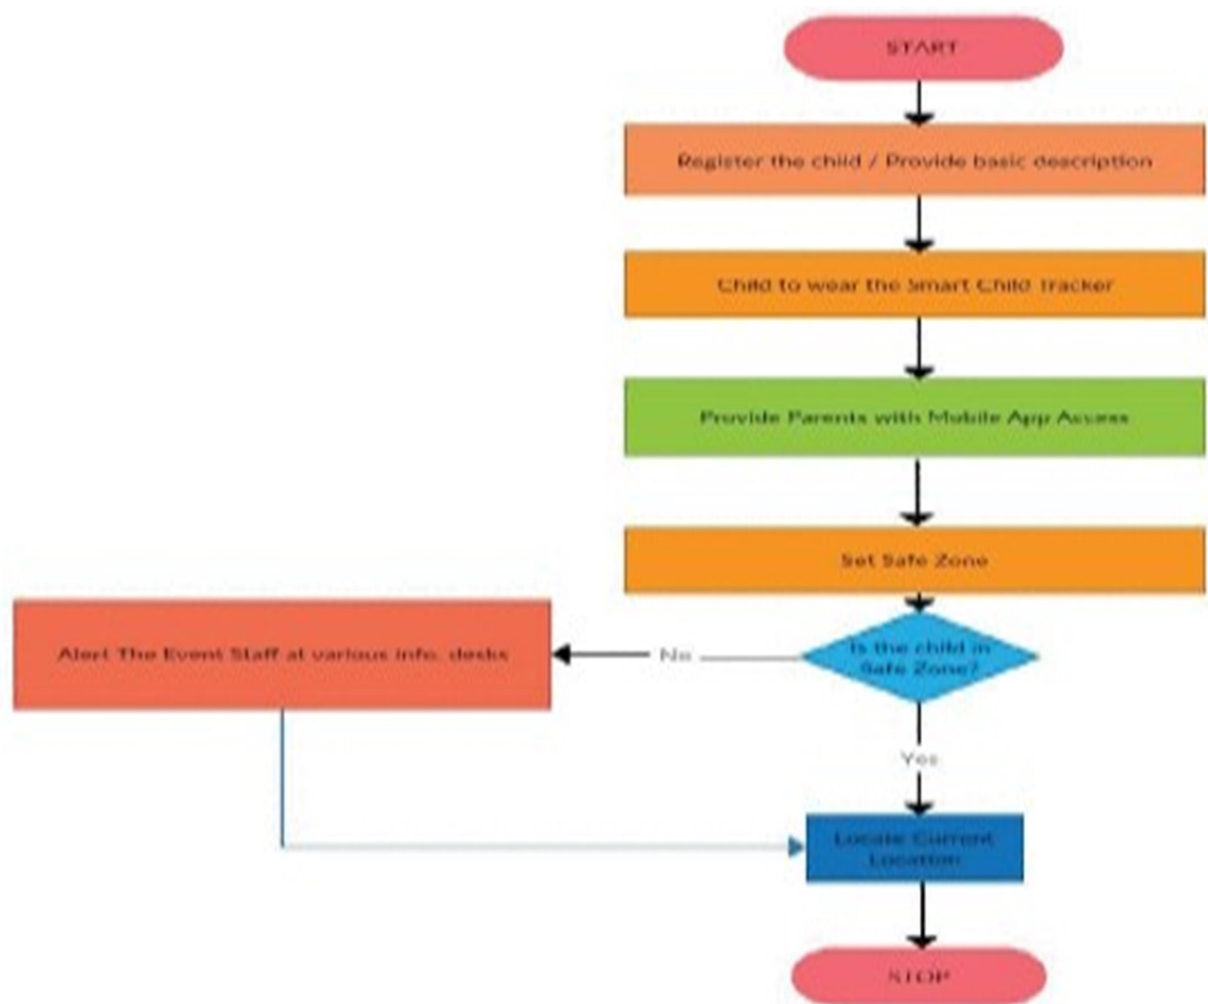 START
Register the child / Provide basic description
Child to wear the Smart Child Tracker
Provide Parents with Mobile App Access
Set Safe Zone
Is the child in
Safe Zone?
No
Alert The Event Staff at various info. desks
Yes
Locate Current
Location
STOP